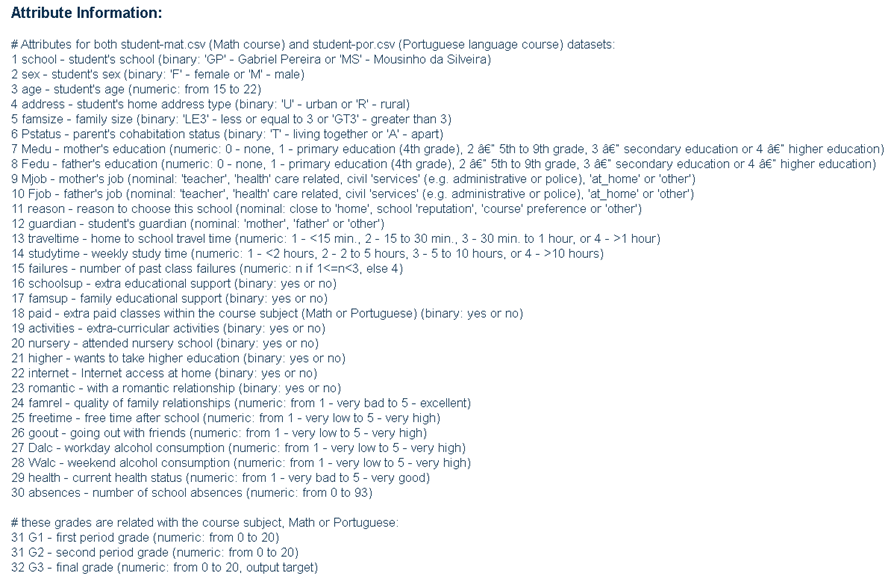 Attribute Information:
# Attributes for both student-mat.csv (Math course) and student-por.csv (Portuguese language course) datasets:
1 school - student's school (binary: 'GP' - Gabriel Pereira or 'MS' - Mousinho da Silveira)
2 sex - student's sex (binary: 'F' - female or 'M' - male)
3 age - student's age (numeric: from 15 to 22)
4 address - student's home address type (binary: 'U' - urban or 'R' - rural)
5 famsize - family size (binary: 'LE3' - less or equal to 3 or 'GT3' - greater than 3)
6 Pstatus - parent's cohabitation status (binary: 'T' - living together or 'A' - apart)
7 Medu - mother's education (numeric: 0 - none, 1 - primary education (4th grade), 2 â€“ 5th to 9th grade, 3 â€“ secondary education or 4 â€“ higher education)
8 Fedu - father's education (numeric: 0 - none, 1 - primary education (4th grade), 2 â€“ 5th to 9th grade, 3 â€“ secondary education or 4 â€“ higher education)
9 Mjob - mother's job (nominal: 'teacher', 'health' care related, civil 'services' (e.g. administrative or police), 'at_home' or 'other')
10 Fjob - father's job (nominal: 'teacher', 'health' care related, civil 'services' (e.g. administrative or police), 'at_home' or 'other')
11 reason - reason to choose this school (nominal: close to 'home', school 'reputation', 'course' preference or 'other')
12 guardian - student's guardian (nominal: 'mother', 'father' or 'other')
13 traveltime - home to school travel time (numeric: 1 - <15 min., 2 - 15 to 30 min., 3 - 30 min. to 1 hour, or 4 - >1 hour)
14 studytime - weekly study time (numeric: 1 - <2 hours, 2 - 2 to 5 hours, 3 - 5 to 10 hours, or 4 - >10 hours)
15 failures - number of past class failures (numeric: n if 1<=n<3, else 4)
16 schoolsup - extra educational support (binary: yes or no)
17 famsup - family educational support (binary: yes or no)
18 paid - extra paid classes within the course subject (Math or Portuguese) (binary: yes or no)
19 activities - extra-curricular activities (binary: yes or no)
20 nursery - attended nursery school (binary: yes or no)
21 higher - wants to take higher education (binary: yes or no)
22 internet - Internet access at home (binary: yes or no)
23 romantic - with a romantic relationship (binary: yes or no)
24 famrel - quality of family relationships (numeric: from 1 - very bad to 5 - excellent)
25 freetime - free time after school (numeric: from 1 - very low to 5 - very high)
26 goout - going out with friends (numeric: from 1 - very low to 5 - very high)
27 Dalc - workday alcohol consumption (numeric: from 1 - very low to 5 - very high)
28 Walc - weekend alcohol consumption (numeric: from 1 - very low to 5 - very high)
29 health - current health status (numeric: from 1 - very bad to 5 - very good)
30 absences - number of school absences (numeric: from 0 to 93)
# these grades are related with the course subject, Math or Portuguese:
31 G1 - first period grade (numeric: from 0 to 20)
31 G2 - second period grade (numeric: from 0 to 20)
32 G3 - final grade (numeric: from 0 to 20, output target)